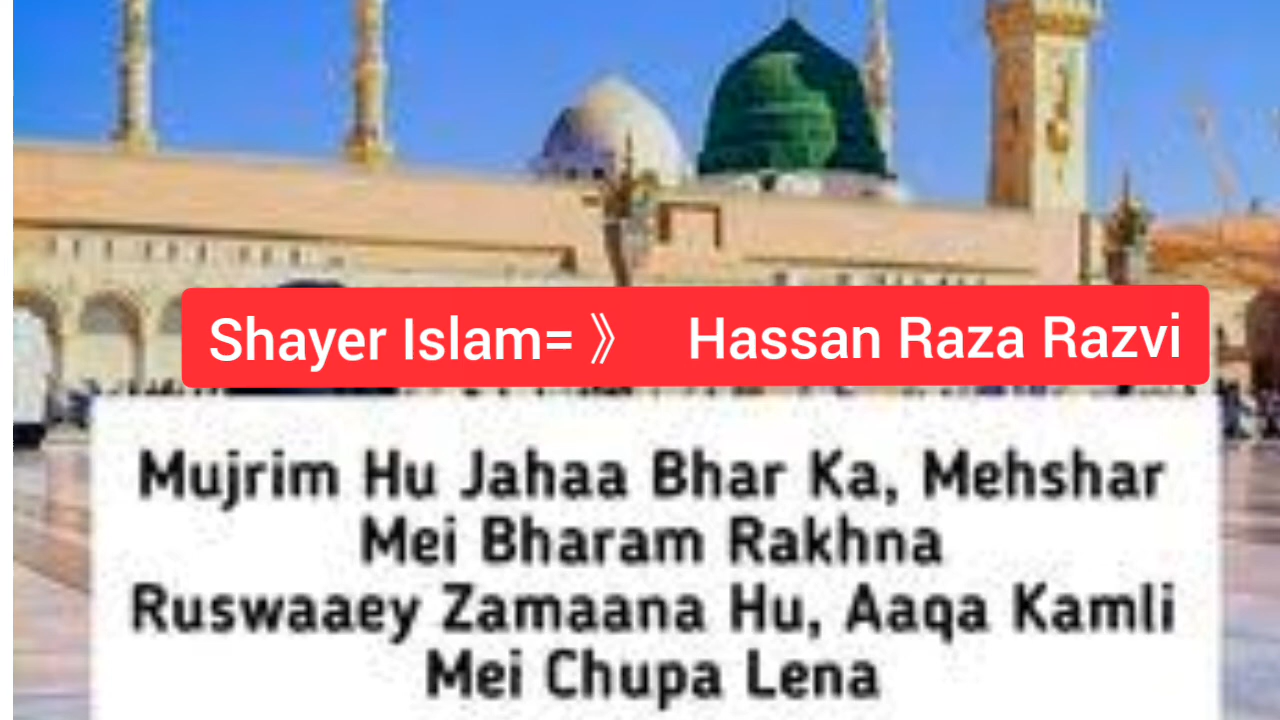 Shayer Islam= 》 Hassan Raza Razvi
Mujrim Hu Jahaa Bhar Ka, Mehshar
Mei Bharam Rakhna
Ruswaaey Zamaana Hu, Aaqa Kamli
Mei Chupa Lena